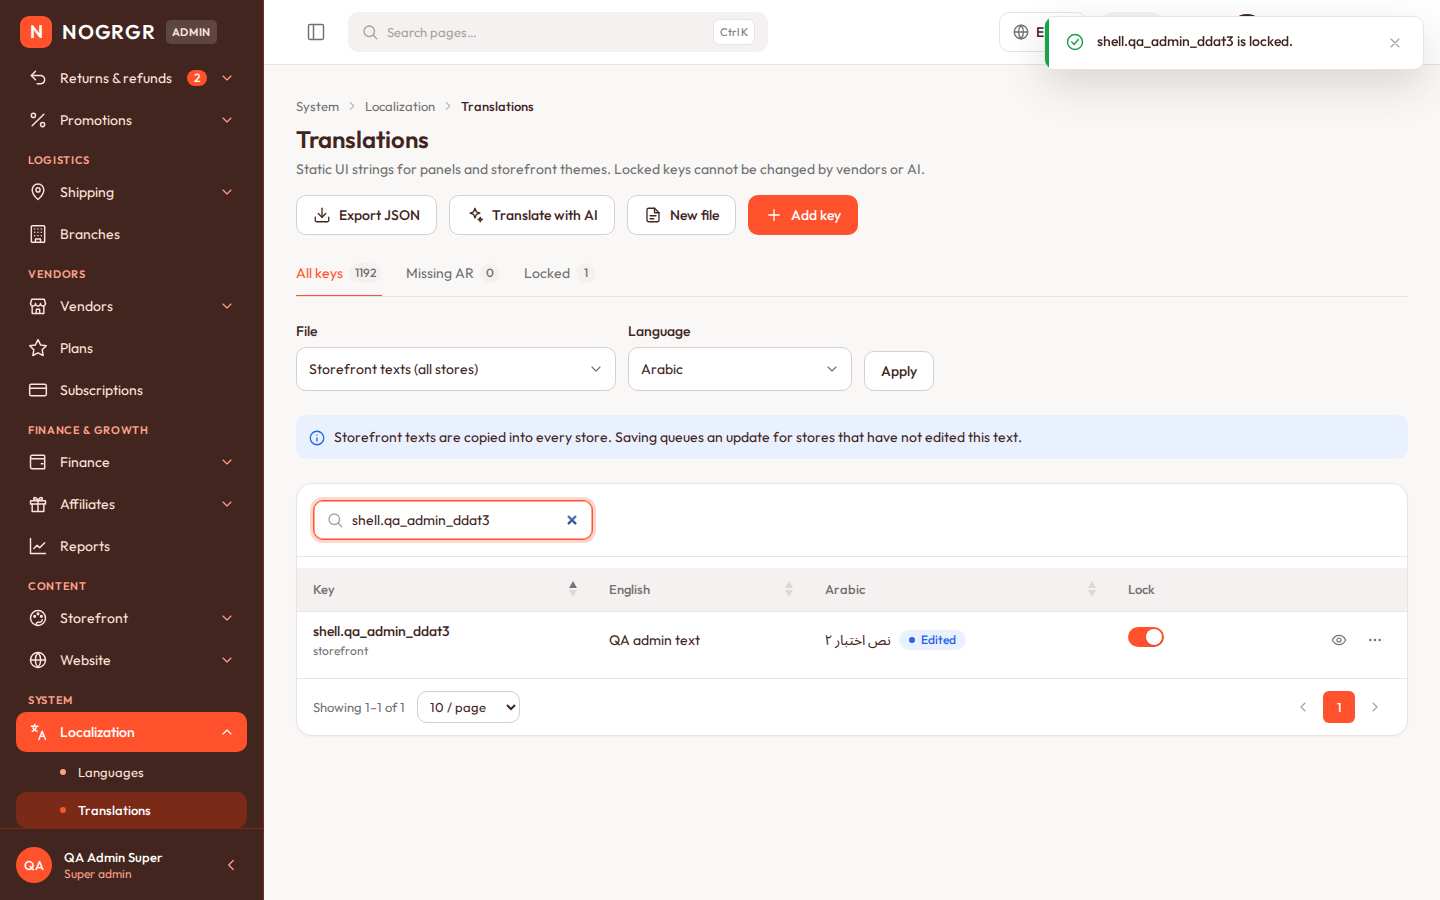 N NOGRGR ADMIN
Returns & refunds 2
Promotions
LOGISTICS
Shipping
Branches
VENDORS
Vendors
Plans
Subscriptions
FINANCE & GROWTH
Finance
Affiliates
Reports
CONTENT
Storefront
Website
SYSTEM
Localization
Languages
Translations
QA QA Admin Super
Super admin
Search pages... Ctrl K
E
shell.qa_admin_ddat3 is locked.
System Localization Translations
Translations
Static UI strings for panels and storefront themes. Locked keys cannot be changed by vendors or AI.
Export JSON Translate with AI New file Add key
All keys 1192 Missing AR 0 Locked 1
File Language
Storefront texts (all stores) Arabic Apply
Storefront texts are copied into every store. Saving queues an update for stores that have not edited this text.
shell.qa_admin_ddat3
Key English Arabic Lock
shell.qa_admin_ddat3 QA admin text نص اختبار ٢ Edited
storefront
Showing 1–1 of 1 10 / page 1